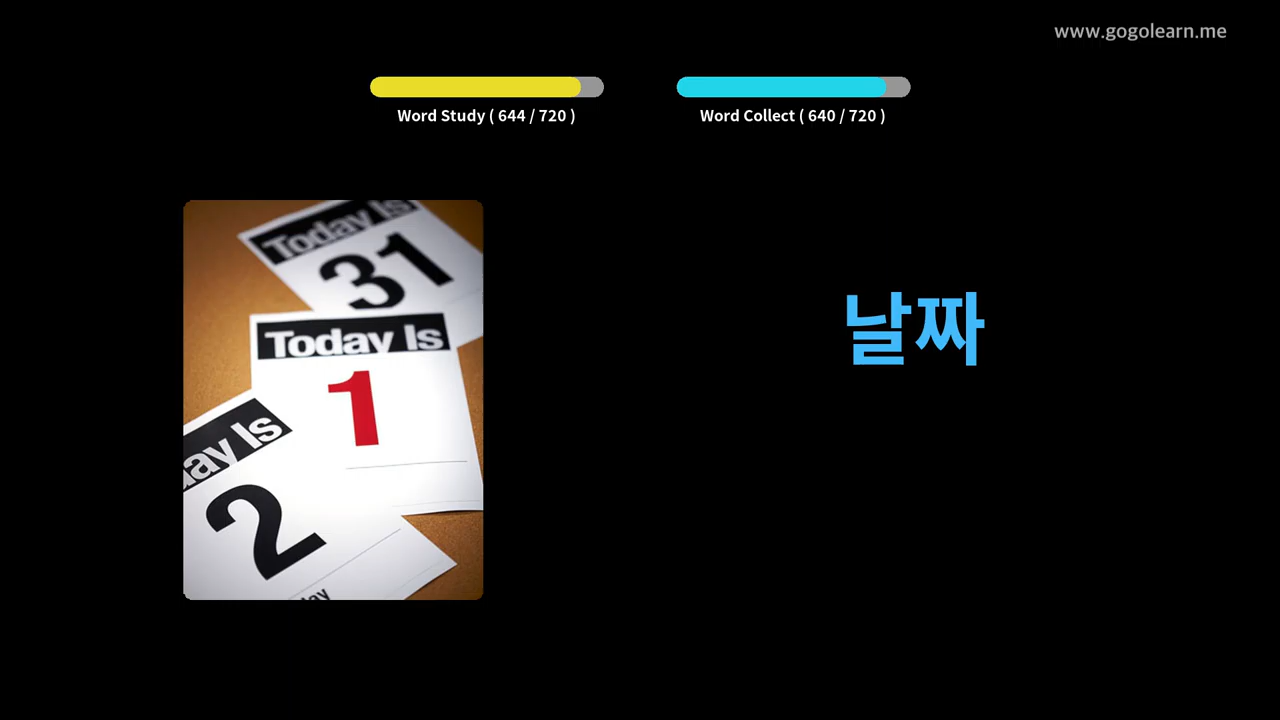 www.gogolearn.me
Word Study ( 644 / 720 )
Word Collect ( 640 / 720 )
Today Is
31
Today Is
1
ay Is
2
날짜